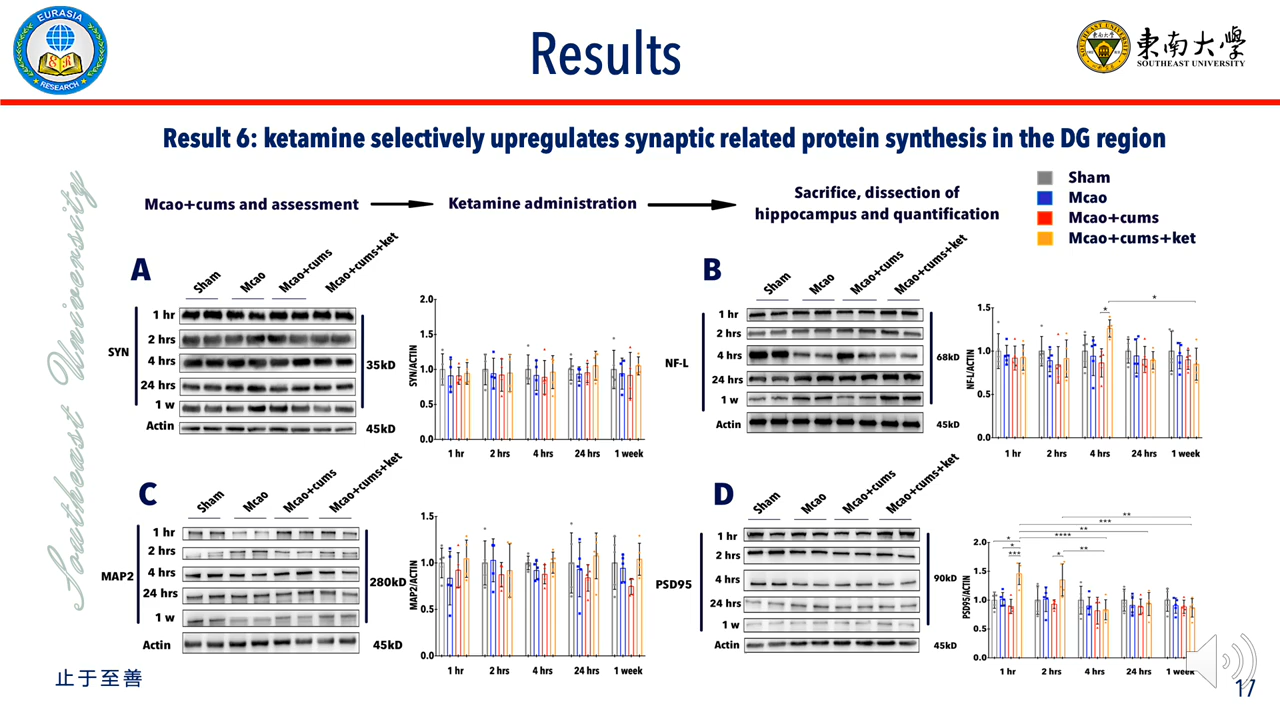 EURASIA
RESEARCH
Results
東南大學
SOUTHEAST UNIVERSITY
Result 6: ketamine selectively upregulates synaptic related protein synthesis in the DG region
Southeast University
Mcao+cums and assessment
Ketamine administration
Sacrifice, dissection of
hippocampus and quantification
Sham
Mcao
Mcao+cums
Mcao+cums+ket
A
Sham
Mcao
Mcao+cums
Mcao+cums+ket
SYN
1 hr
2 hrs
4 hrs
24 hrs
1 w
Actin
35kD
45kD
SYN/ACTIN
2.0
1.5
1.0
0.5
0.0
1 hr
2 hrs
4 hrs
24 hrs
1 week
B
Sham
Mcao
Mcao+cums
Mcao+cums+ket
NF-L
1 hr
2 hrs
4 hrs
24 hrs
1 w
Actin
68kD
45kD
NF-L/ACTIN
1.5
1.0
0.5
0.0
*
*
1 hr
2 hrs
4 hrs
24 hrs
1 week
C
Sham
Mcao
Mcao+cums
Mcao+cums+ket
MAP2
1 hr
2 hrs
4 hrs
24 hrs
1 w
Actin
280kD
45kD
MAP2/ACTIN
1.5
1.0
0.5
0.0
1 hr
2 hrs
4 hrs
24 hrs
1 week
D
Sham
Mcao
Mcao+cums
Mcao+cums+ket
PSD95
1 hr
2 hrs
4 hrs
24 hrs
1 w
Actin
90kD
45kD
PSD95/ACTIN
2.0
1.5
1.0
0.5
0.0
**
***
**
****
*
*
***
*
**
1 hr
2 hrs
4 hrs
24 hrs
1 week
止于至善
17